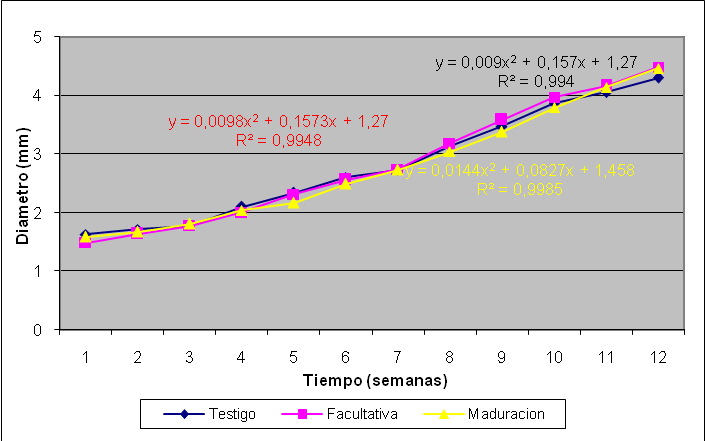 5
4
3
2
1
0
Diametro (mm)
y = 0,009x² + 0,157x + 1,27
R² = 0,994
y = 0,0098x² + 0,1573x + 1,27
R² = 0,9948
y = 0,0144x² + 0,0827x + 1,458
R² = 0,9985
1 2 3 4 5 6 7 8 9 10 11 12
Tiempo (semanas)
Testigo Facultativa Maduracion